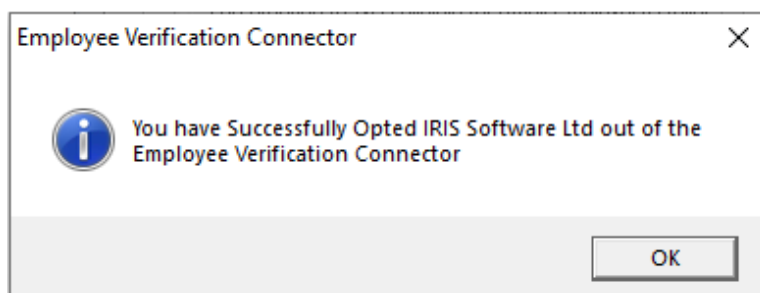 Employee Verification Connector
You have Successfully Opted IRIS Software Ltd out of the
Employee Verification Connector
OK